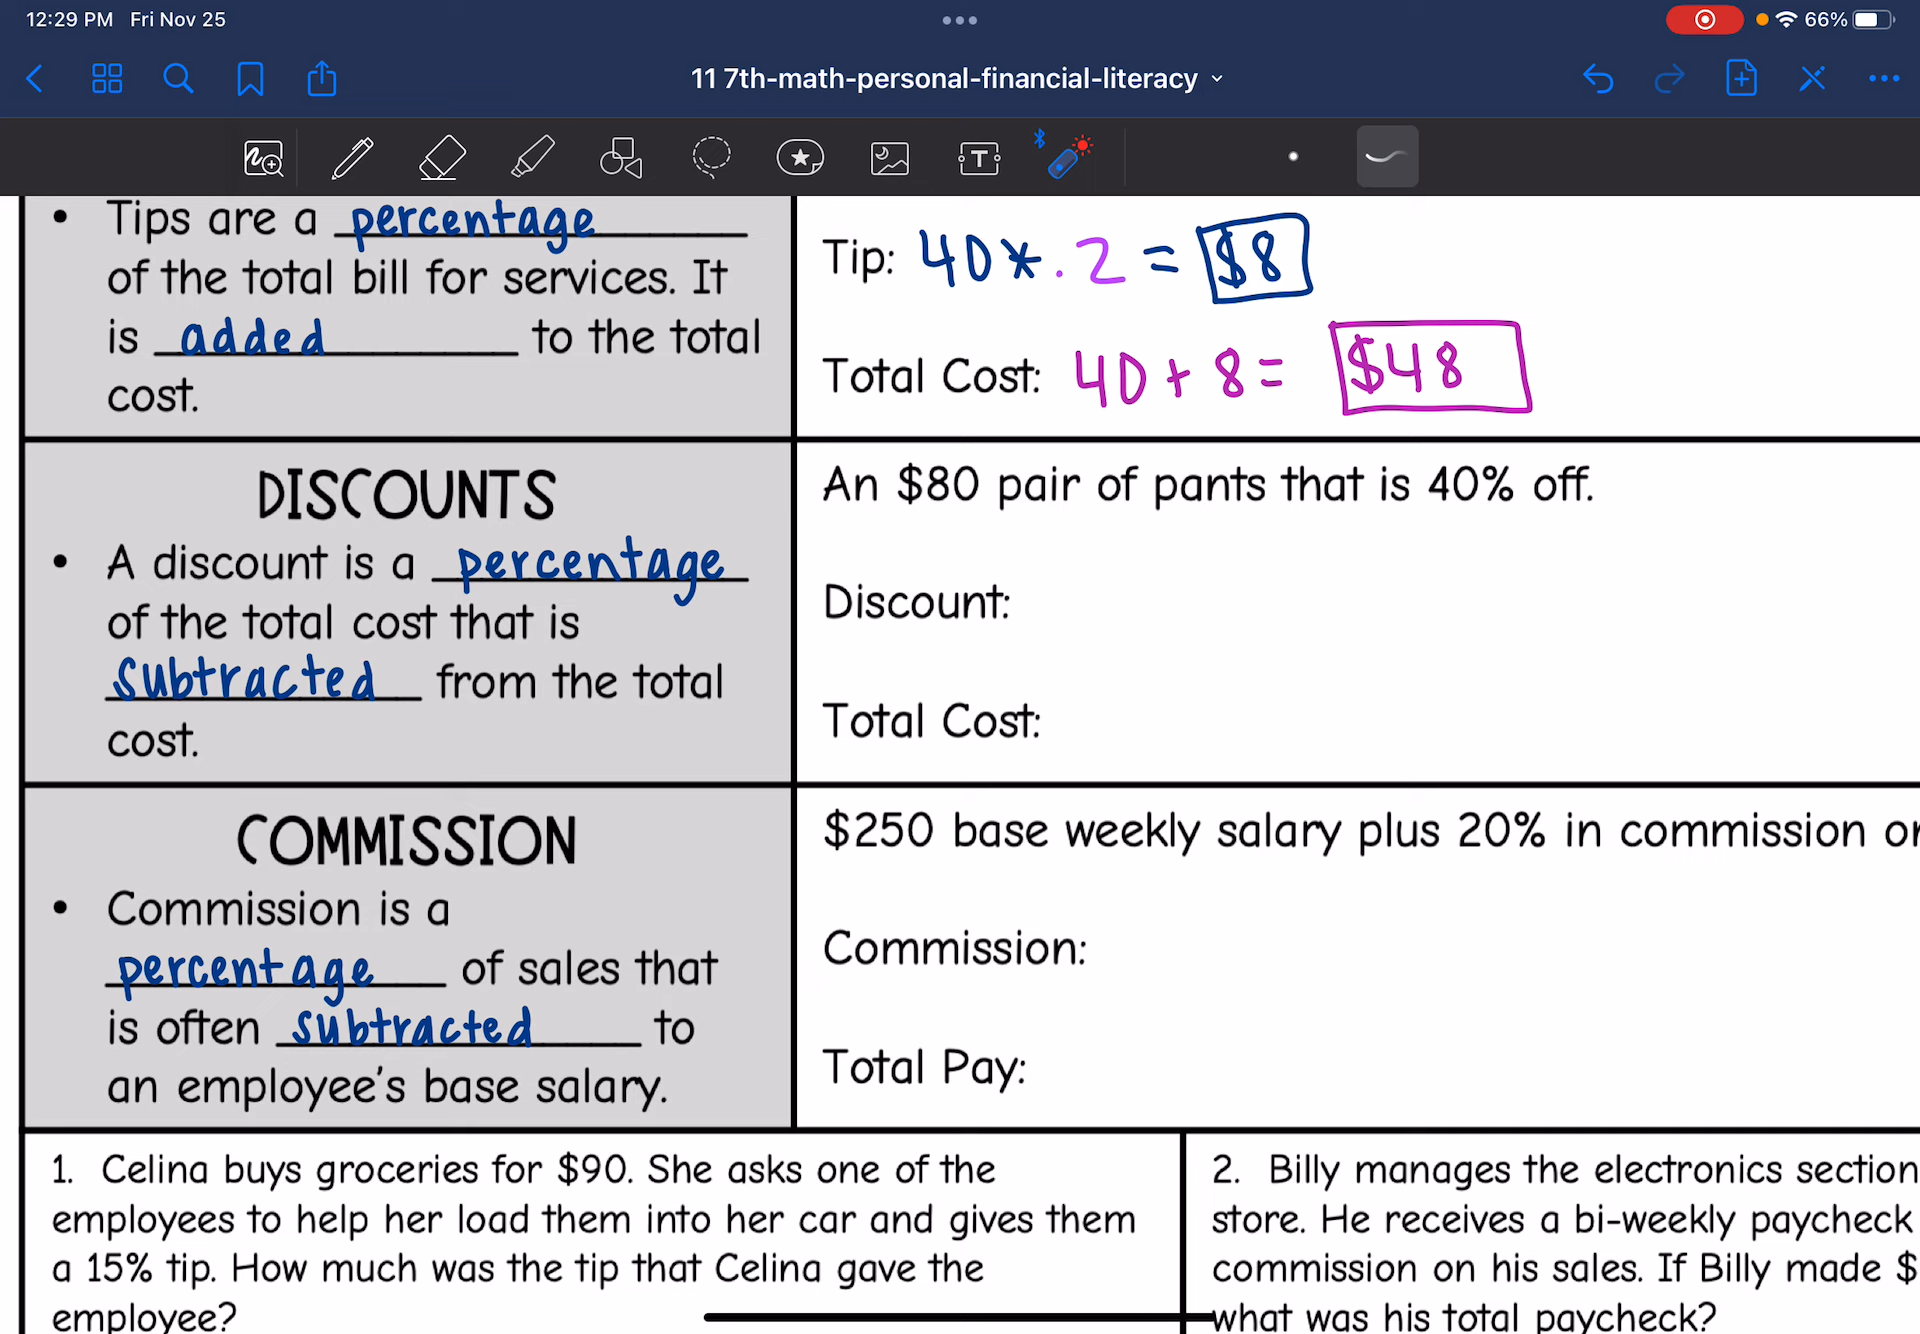 12:29 PM Fri Nov 25
66%
11 7th-math-personal-financial-literacy
• Tips are a percentage
of the total bill for services. It
is added to the total
cost.
Tip: 40 * .2 = $8
Total Cost: 40 + 8 = $48
DISCOUNTS
• A discount is a percentage
of the total cost that is
subtracted from the total
cost.
An $80 pair of pants that is 40% off.
Discount:
Total Cost:
COMMISSION
• Commission is a
percentage of sales that
is often subtracted to
an employee's base salary.
$250 base weekly salary plus 20% in commission or
Commission:
Total Pay:
1. Celina buys groceries for $90. She asks one of the
employees to help her load them into her car and gives them
a 15% tip. How much was the tip that Celina gave the
employee?
2. Billy manages the electronics section
store. He receives a bi-weekly paycheck
commission on his sales. If Billy made $
what was his total paycheck?